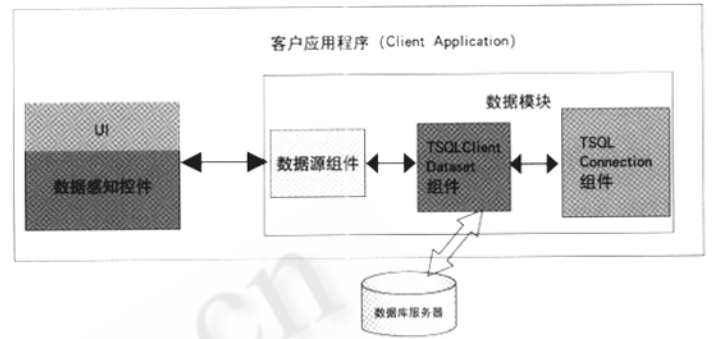 客户应用程序 (Client Application)
数据模块
UI
数据感知控件
数据源组件
TSQLClient
Dataset
组件
TSQL
Connection
组件
数据库服务器
cn